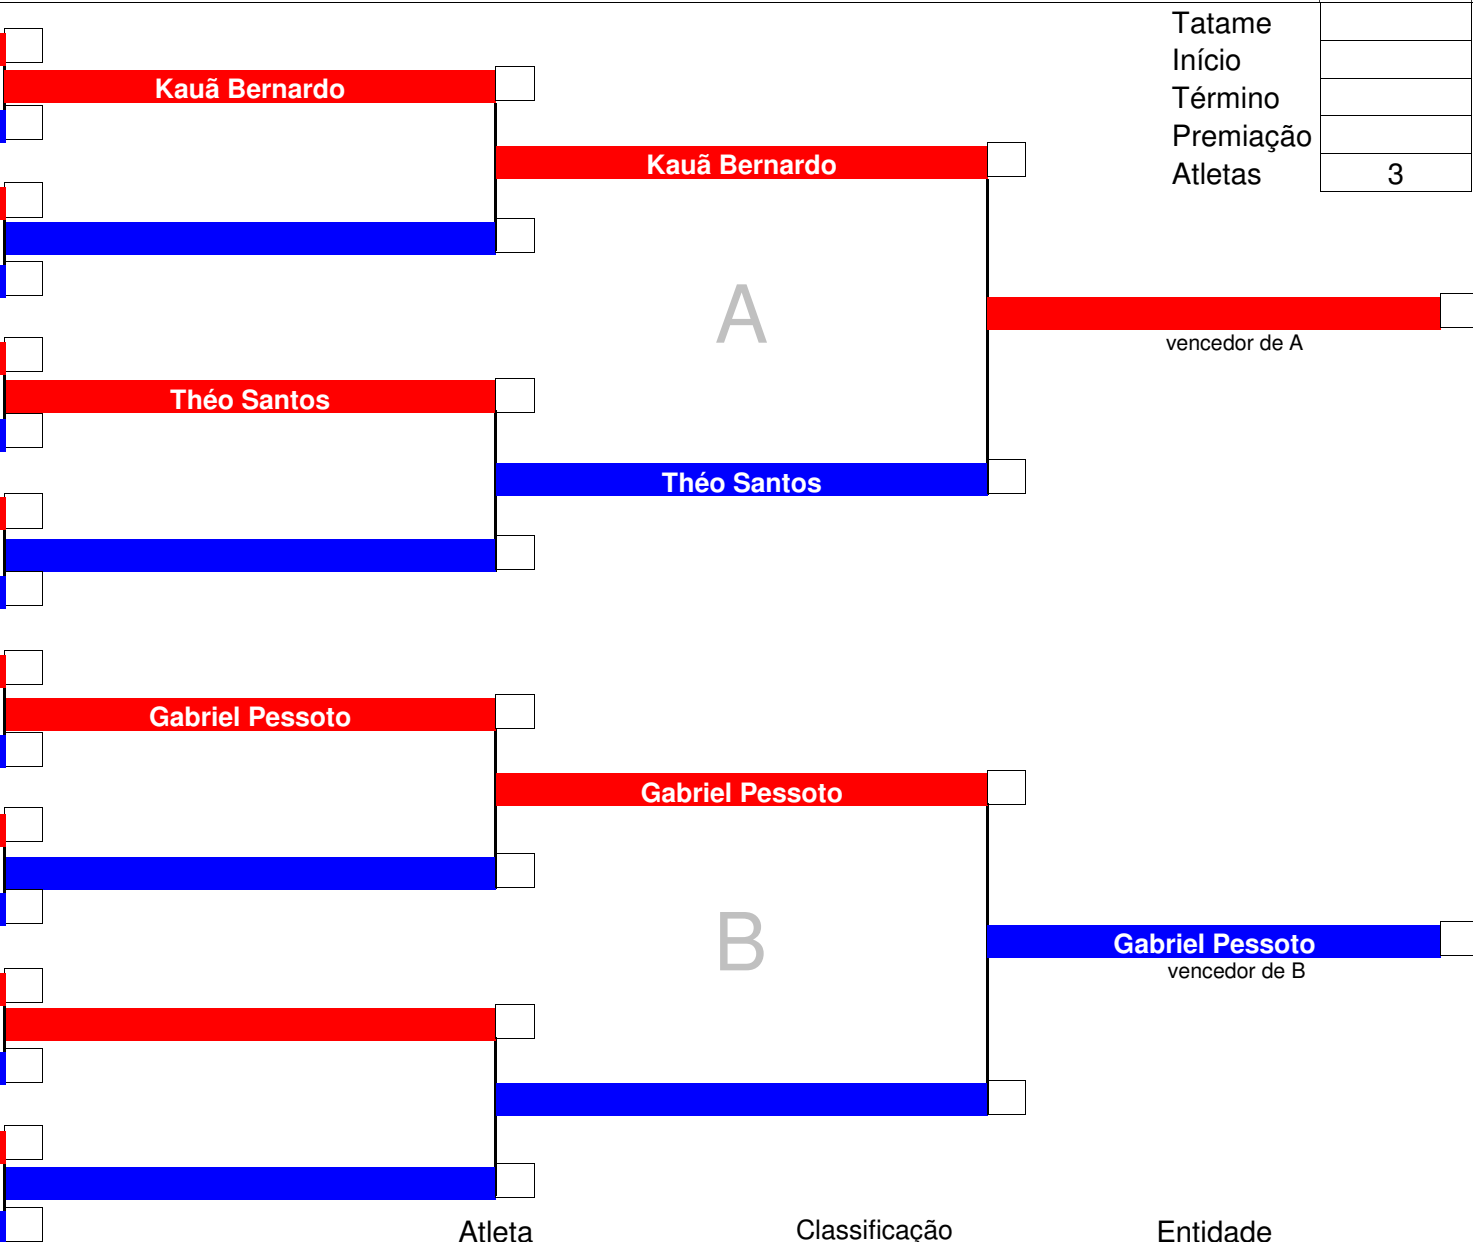 Tatame
Início
Kauã Bernardo
Término
Premiação
Kauã Bernardo
Atletas 3
A
vencedor de A
Théo Santos
Théo Santos
Gabriel Pessoto
Gabriel Pessoto
B
Gabriel Pessoto
vencedor de B
Atleta Classificação Entidade